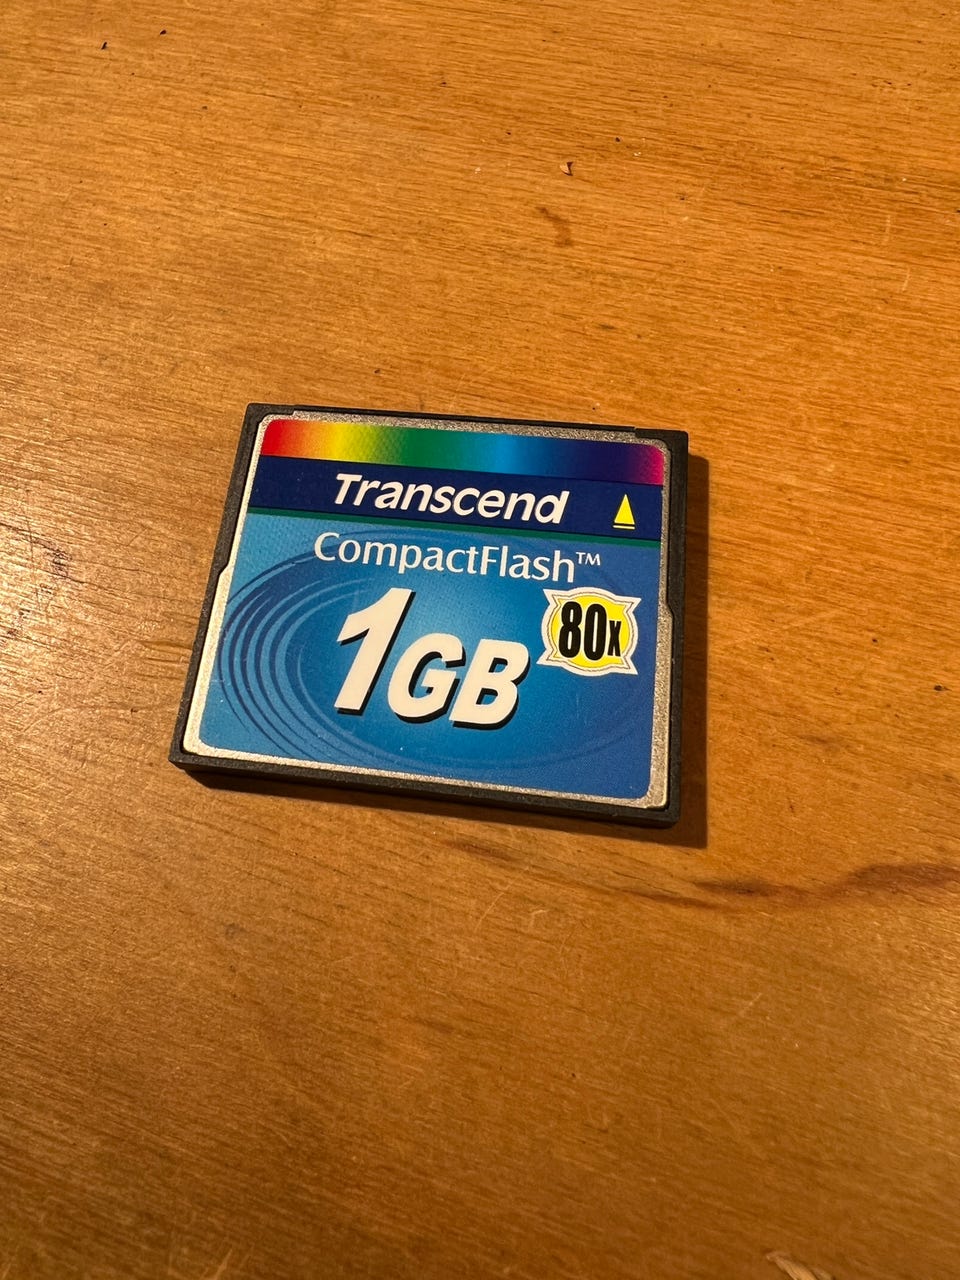 Transcend
CompactFlash™
80x
1GB